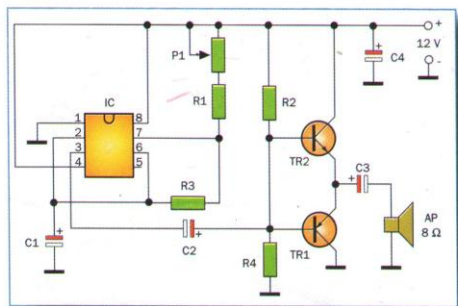 +
P1
12 V
C4
-
IC
R1
R2
1
8
2
7
3
6
4
5
TR2
C3
+
R3
AP
8 Ω
TR1
C1
+
C2
+
R4
+